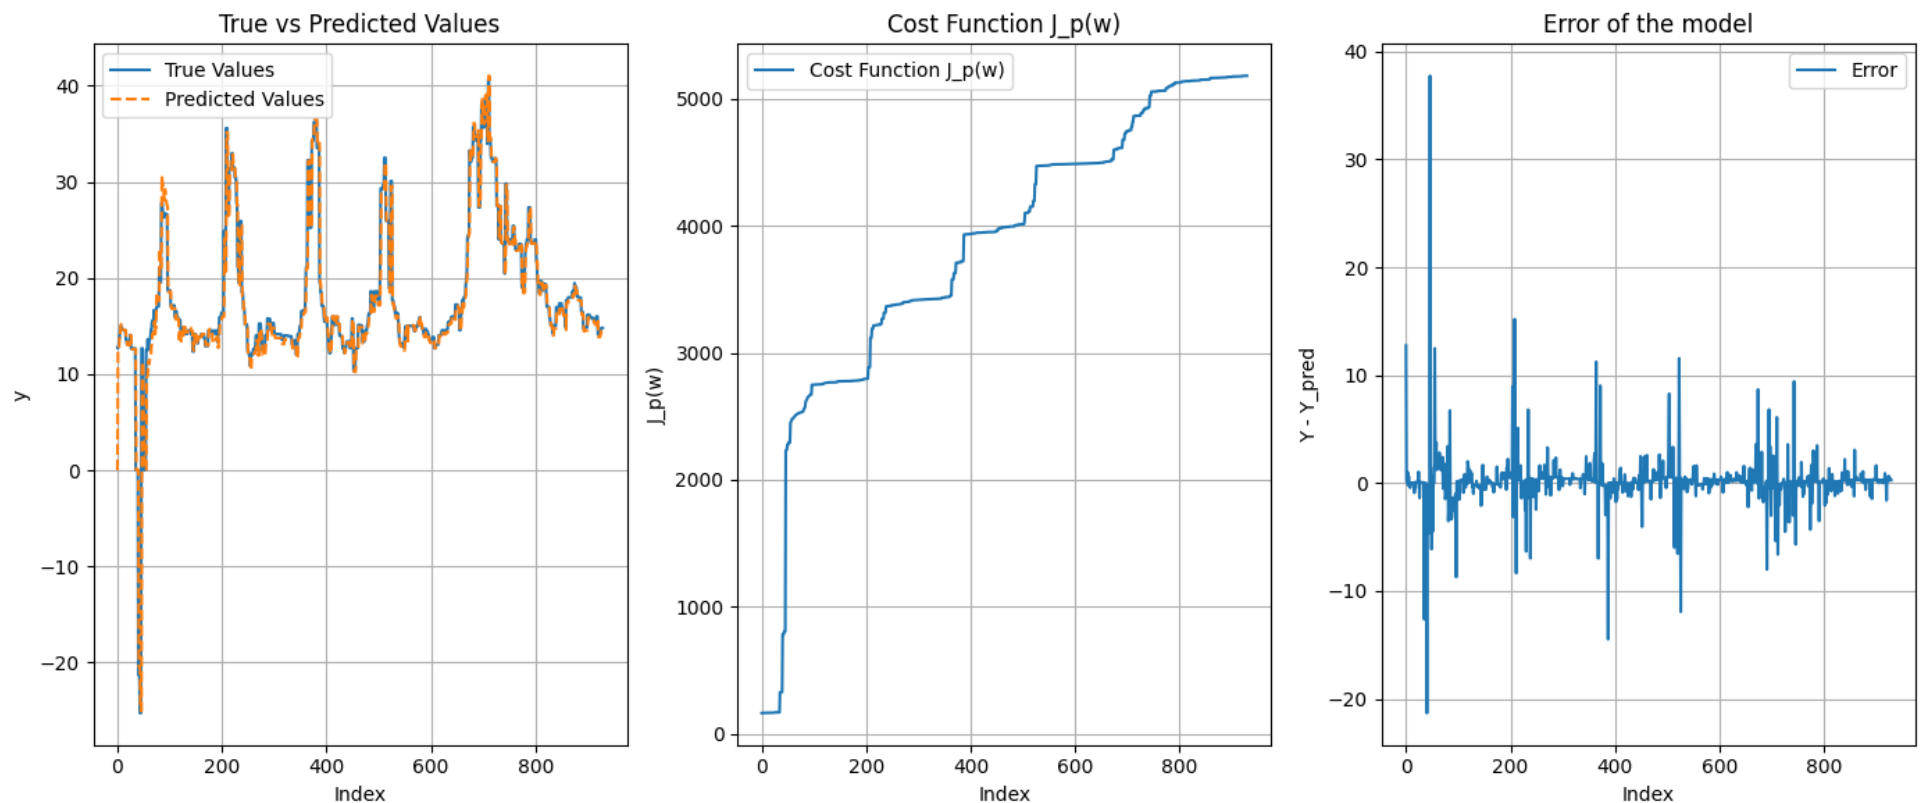 True vs Predicted Values
True Values
Predicted Values
40
30
20
10
0
−10
−20
y
0
200
400
600
800
Index
Cost Function J_p(w)
Cost Function J_p(w)
5000
4000
3000
2000
1000
0
J_p(w)
0
200
400
600
800
Index
Error of the model
Error
40
30
20
10
0
−10
−20
Y - Y_pred
0
200
400
600
800
Index